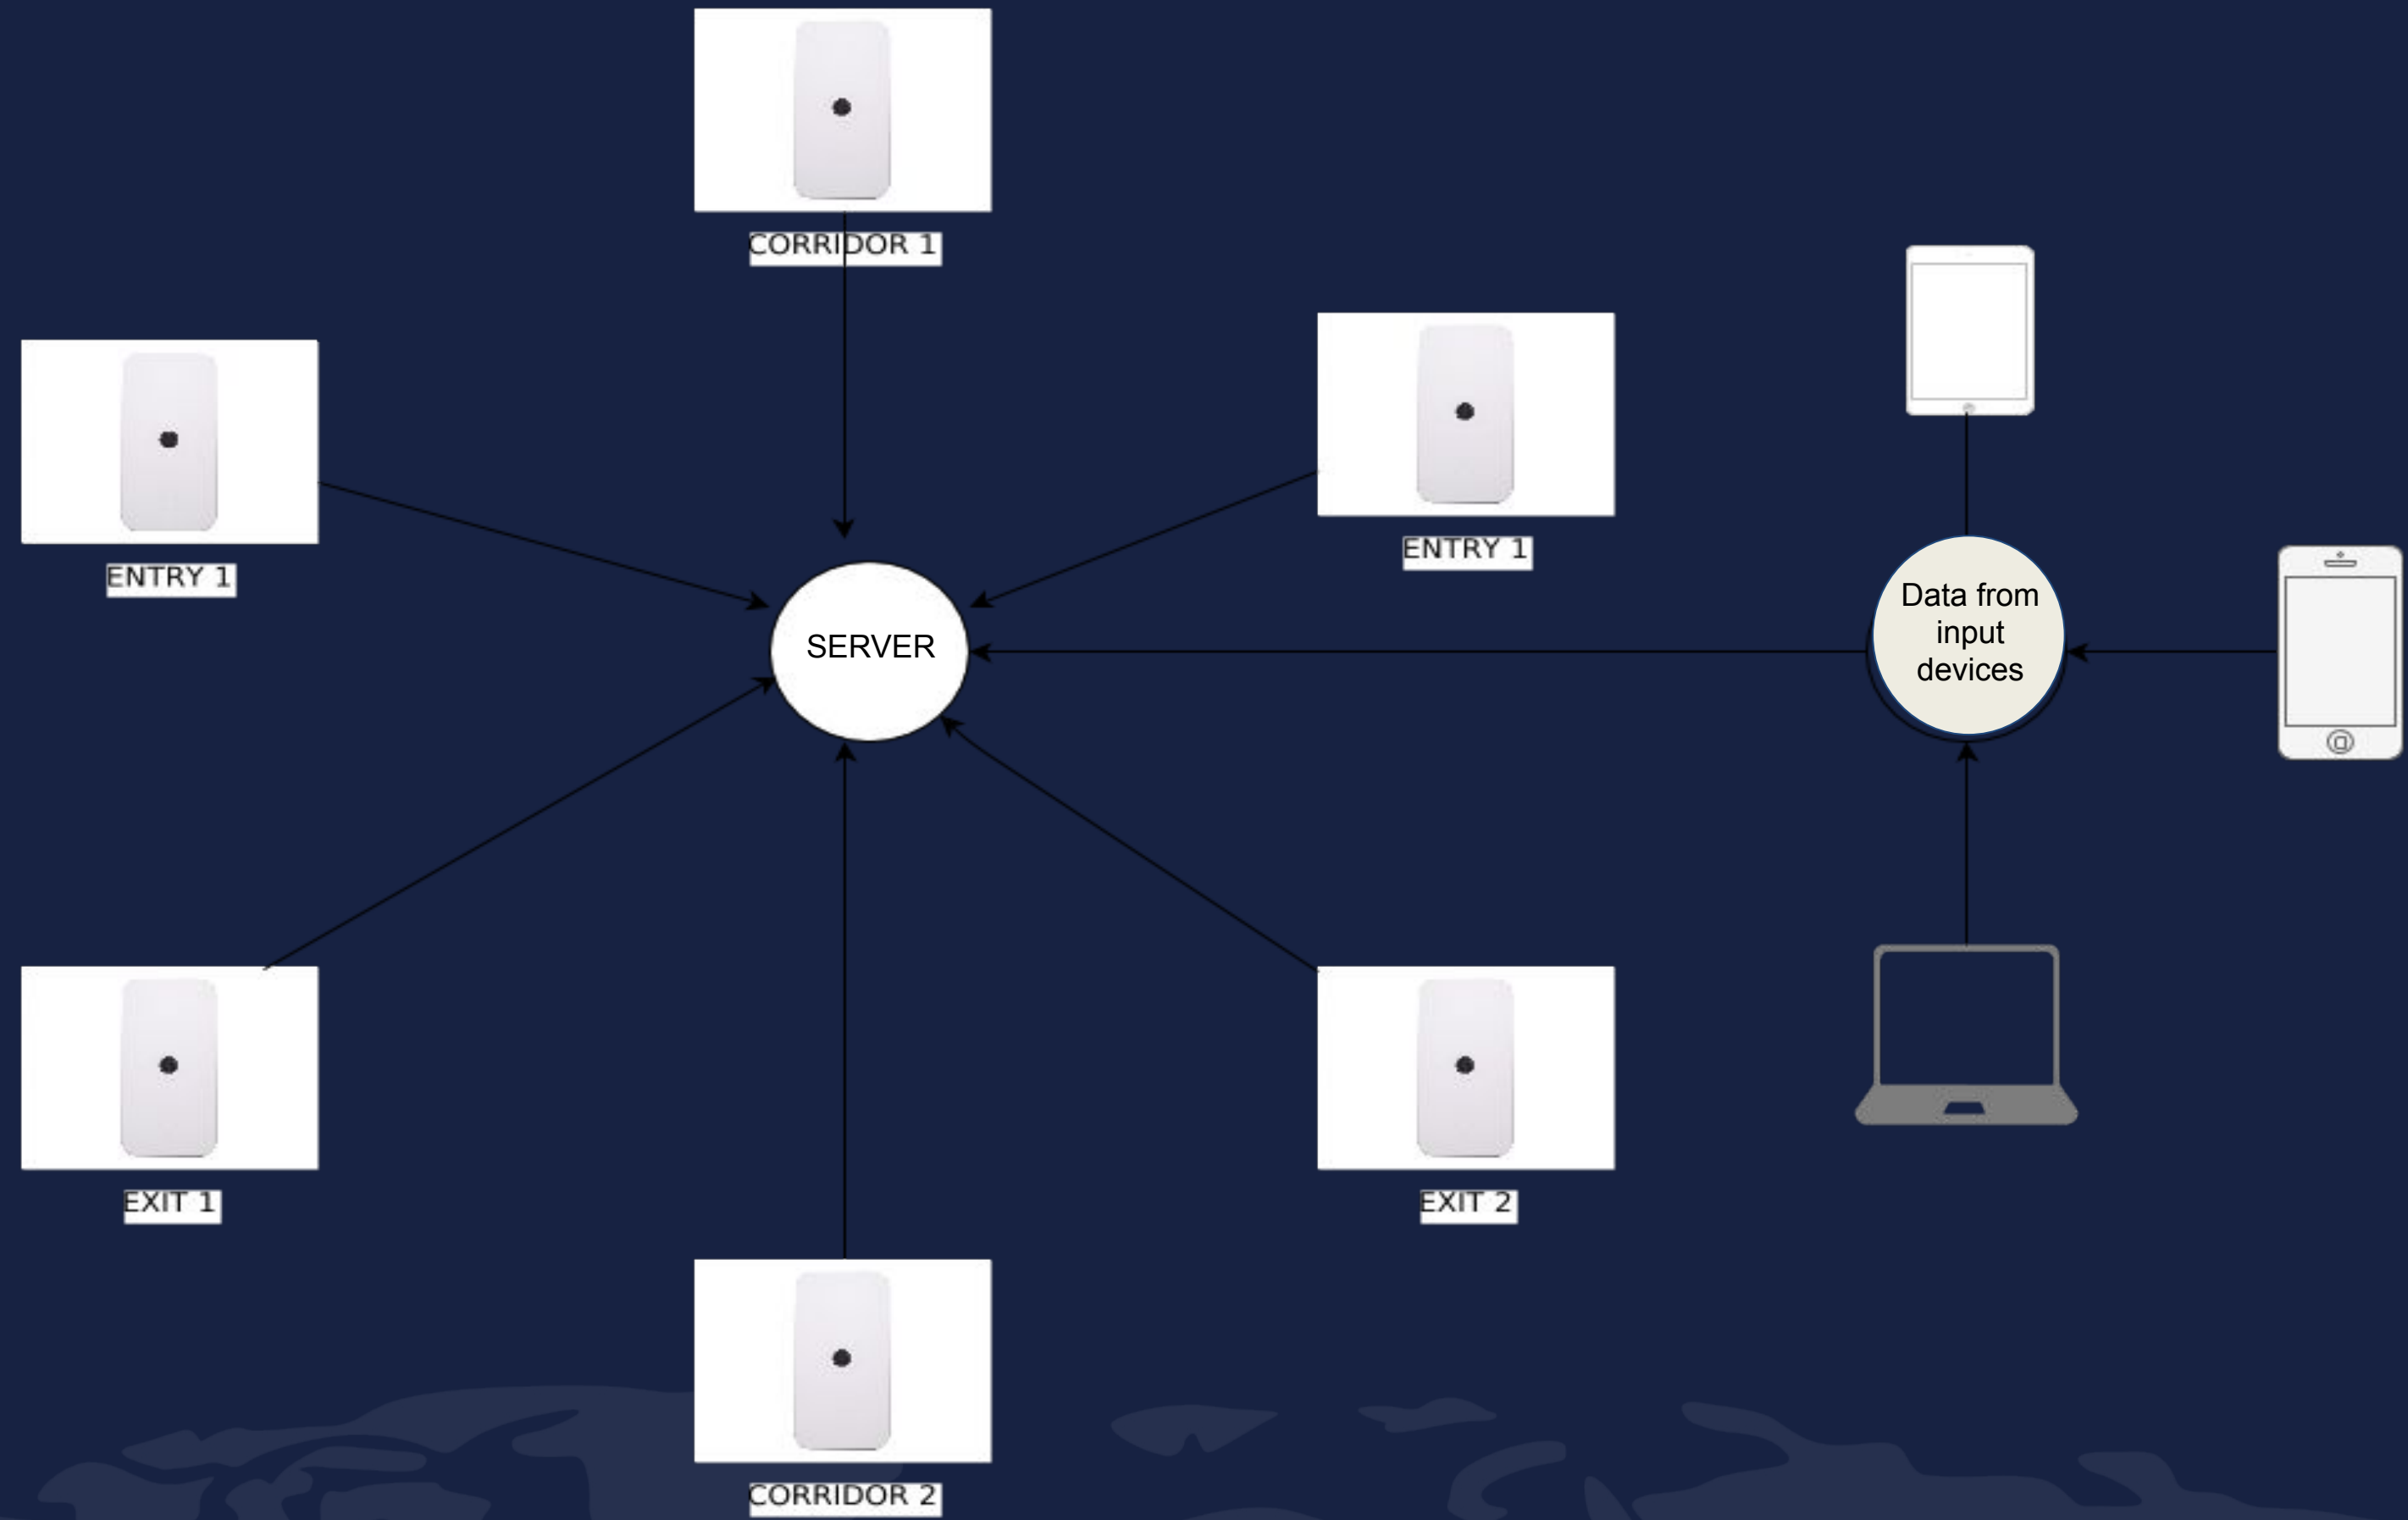 CORRIDOR 1
ENTRY 1
ENTRY 1
SERVER
Data from
input
devices
EXIT 1
EXIT 2
CORRIDOR 2